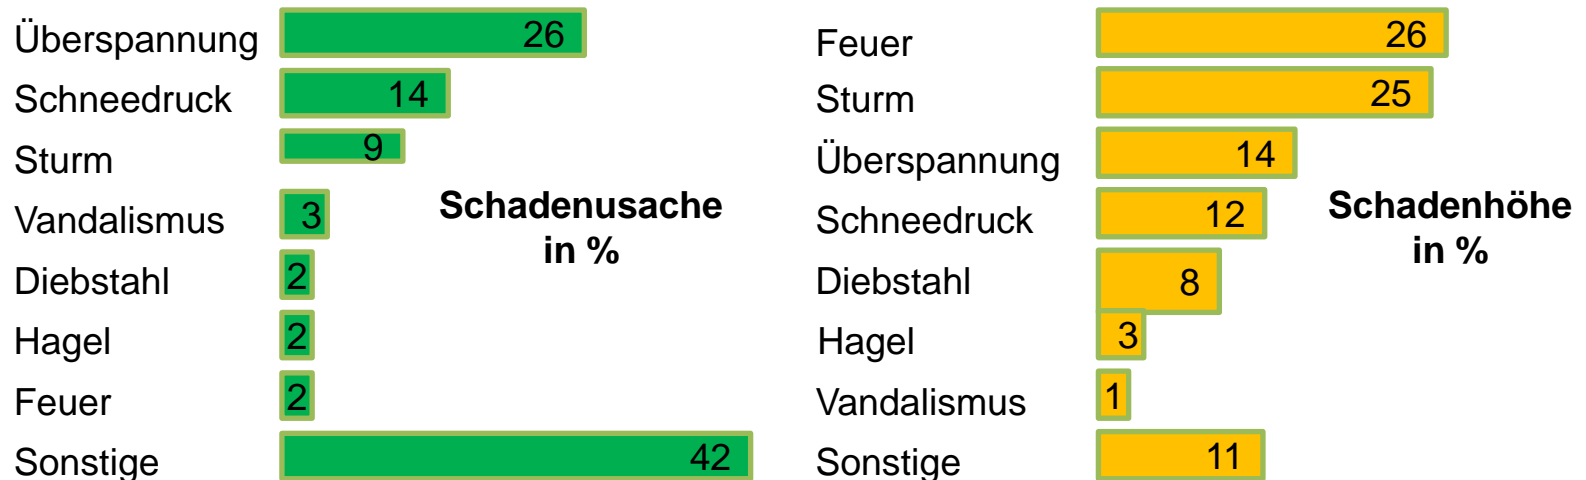 Überspannung 26
Schneedruck 14
Sturm 9
Vandalismus 3
Diebstahl 2
Hagel 2
Feuer 2
Sonstige 42
Schadenusache
in %
Feuer 26
Sturm 25
Überspannung 14
Schneedruck 12
Diebstahl 8
Hagel 3
Vandalismus 1
Sonstige 11
Schadenhöhe
in %